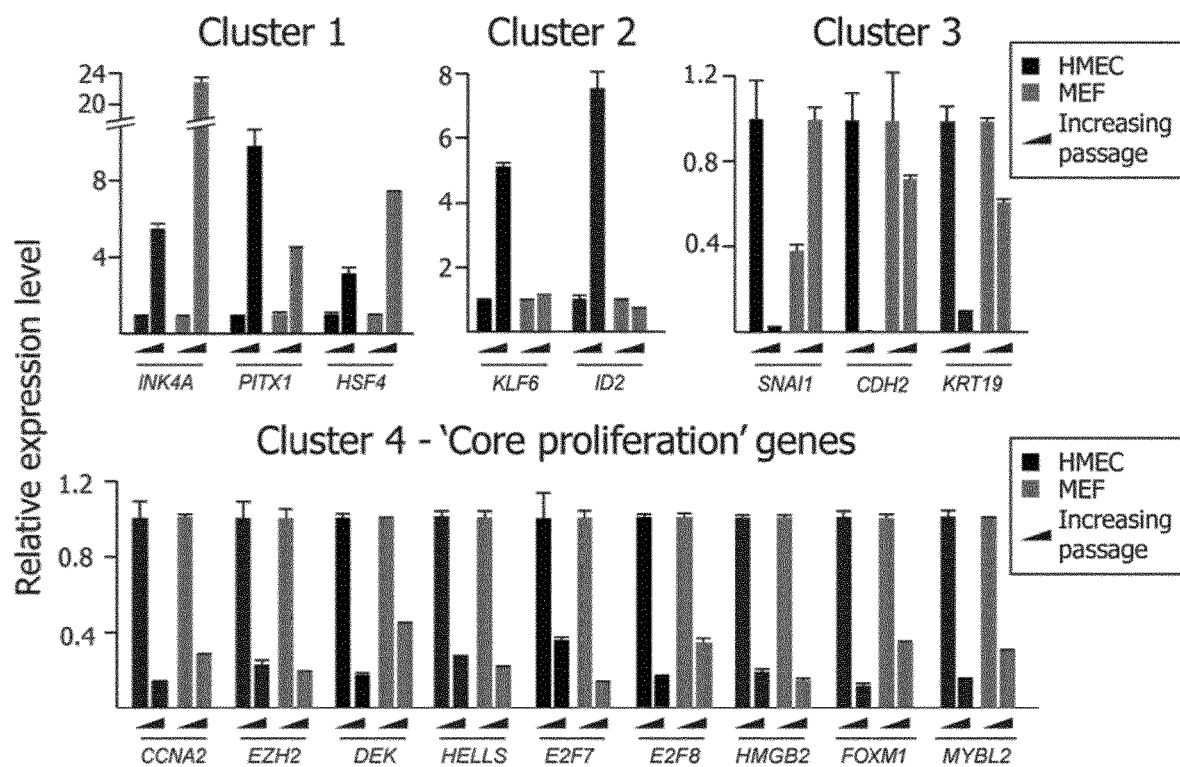 Cluster 1
Cluster 2
Cluster 3
24
20
8
4
8
6
4
2
1.2
0.8
0.4
HMEC
MEF
Increasing
passage
INK4A PITX1 HSF4
KLF6 ID2
SNAI1 CDH2 KRT19
Relative expression level
Cluster 4 - ‘Core proliferation’ genes
1.2
0.8
0.4
HMEC
MEF
Increasing
passage
CCNA2 EZH2 DEK HELLS E2F7 E2F8 HMGB2 FOXM1 MYBL2